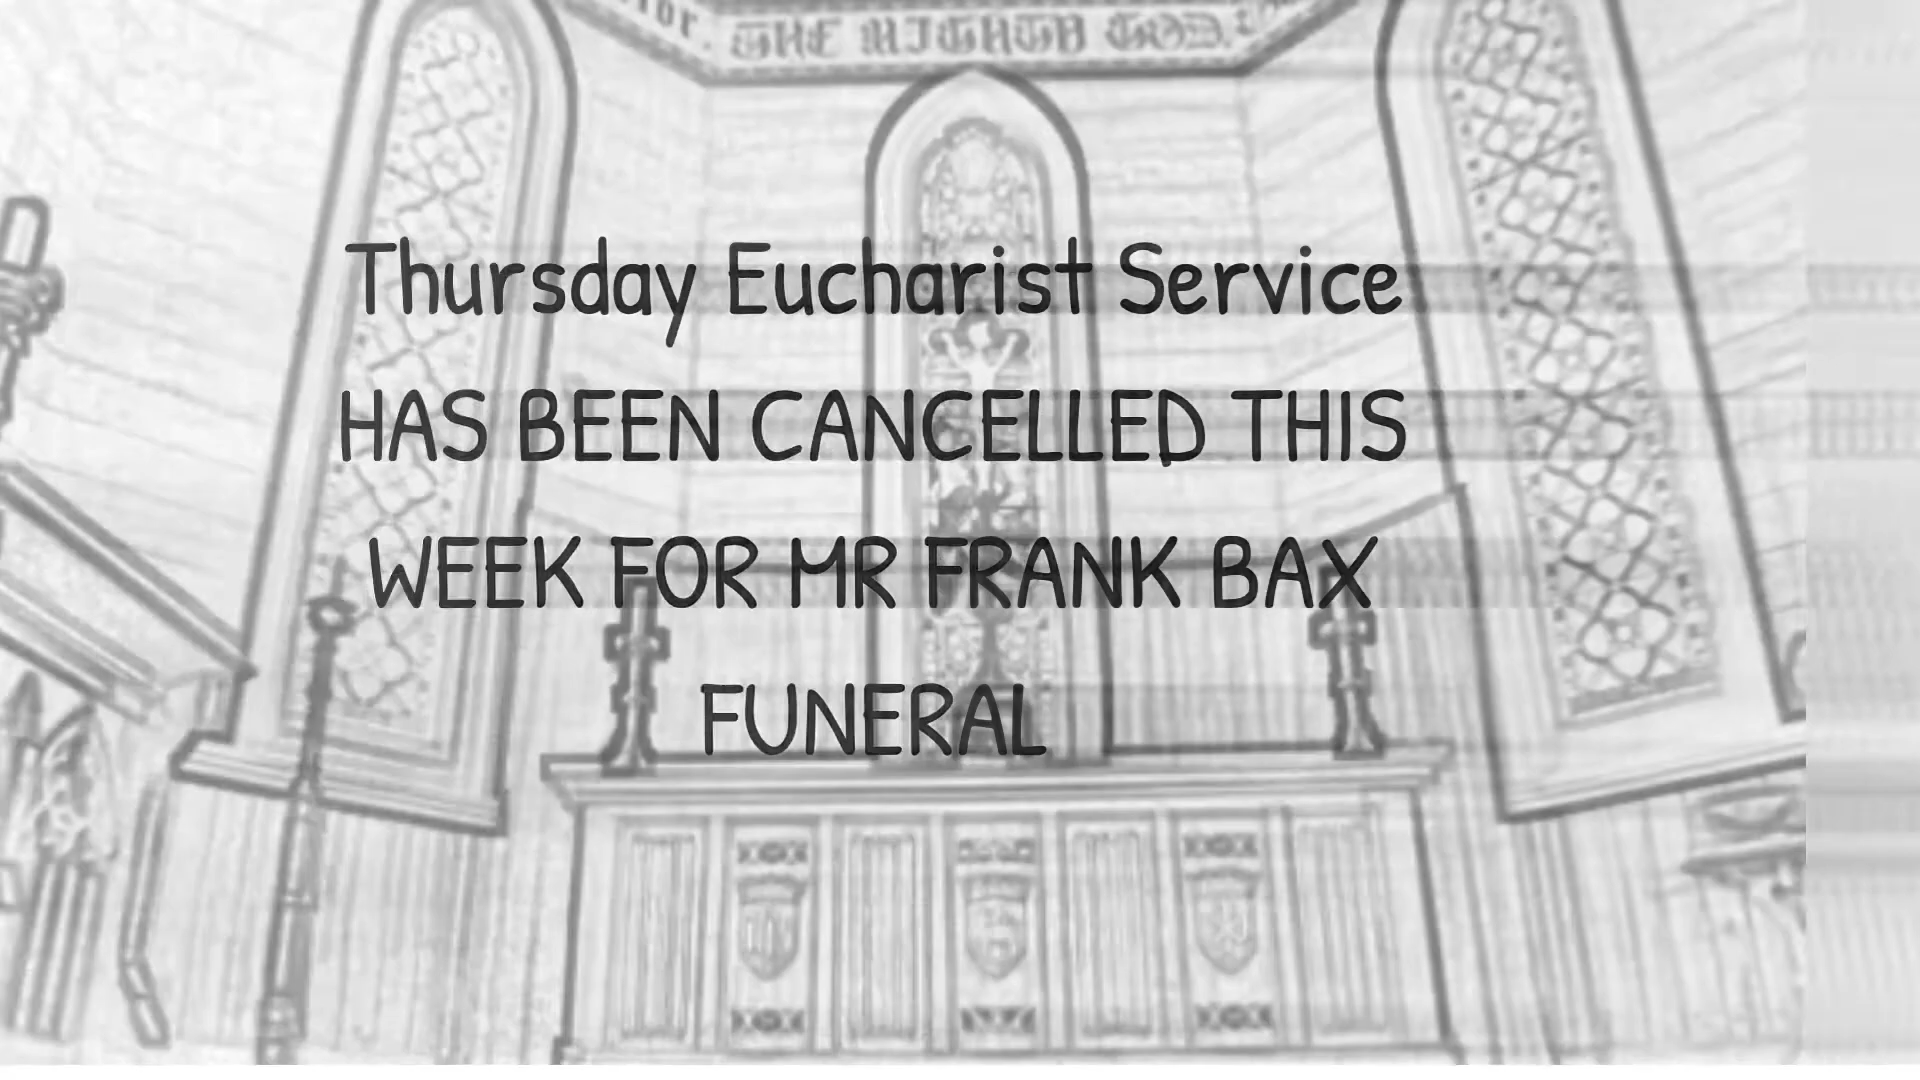 THE MIGHTY GOD.
Thursday Eucharist Service
HAS BEEN CANCELLED THIS
WEEK FOR MR FRANK BAX
FUNERAL